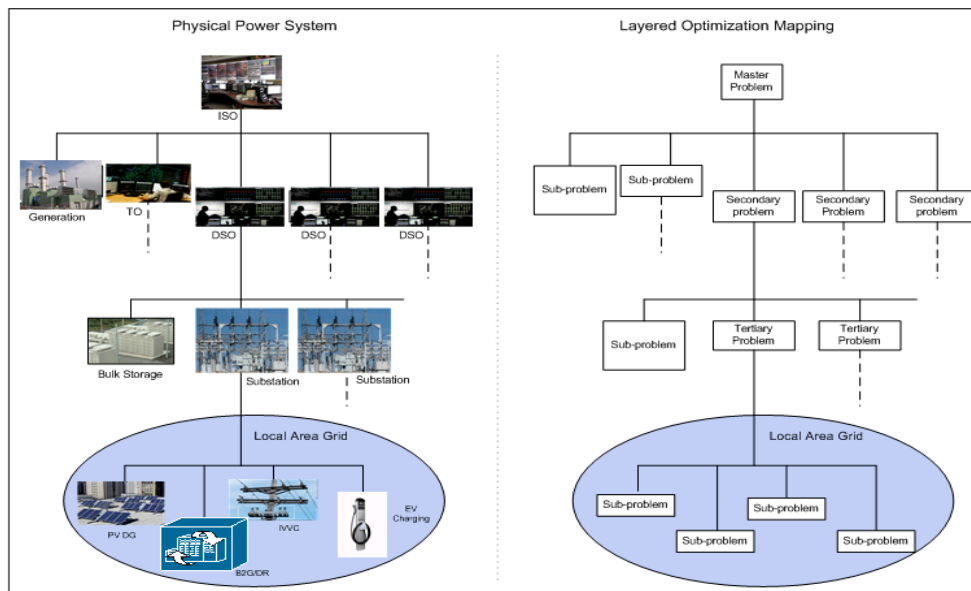 Physical Power System
Layered Optimization Mapping
ISO
Generation
TO
DSO
DSO
DSO
Bulk Storage
Substation
Substation
Local Area Grid
PV DG
B2G/DR
IVVC
EV
Charging
Master
Problem
Sub-problem
Sub-problem
Secondary
problem
Secondary
Problem
Secondary
problem
Sub-problem
Tertiary
Problem
Tertiary
Problem
Local Area Grid
Sub-problem
Sub-problem
Sub-problem
Sub-problem